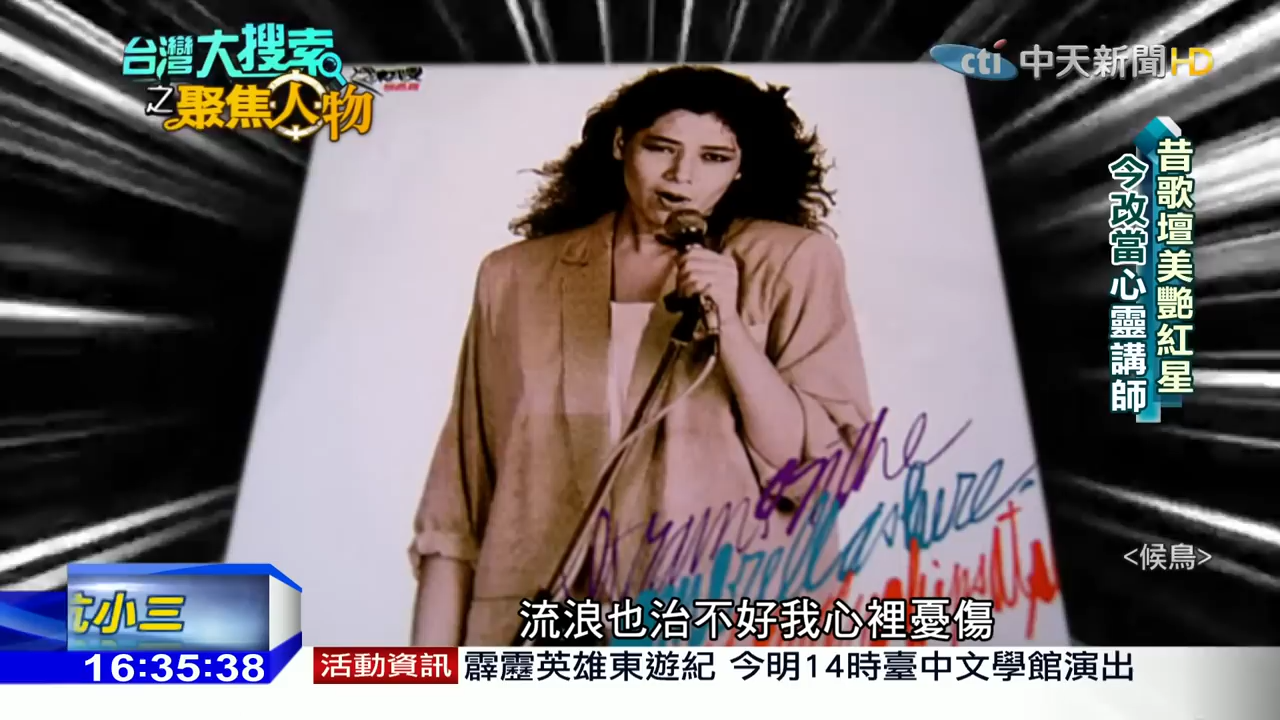 台灣大搜索
之聚焦人物
cti 中天新聞HD
昔歌壇美艷紅星
今改當心靈講師
<候鳥>
流浪也治不好我心裡憂傷
小三
16:35:38
活動資訊 霹靂英雄東遊紀 今明14時臺中文學館演出